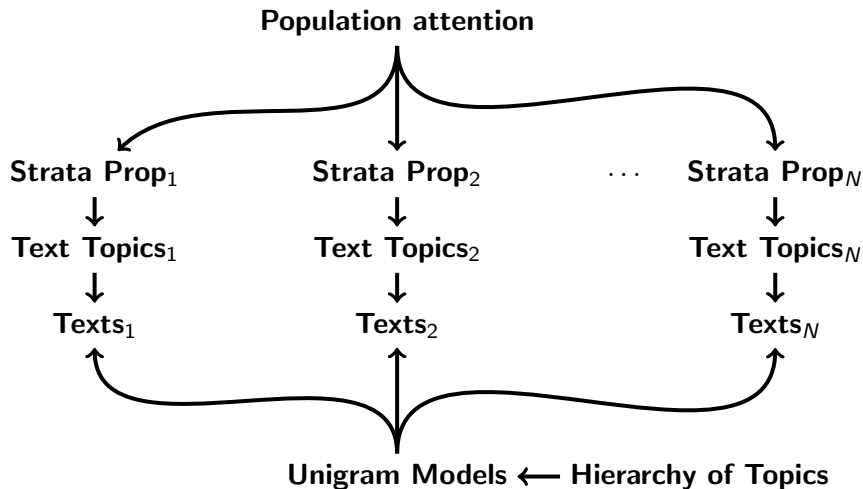 Population attention
Strata Prop₁ Strata Prop₂ ... Strata Propₙ
Text Topics₁ Text Topics₂ Text Topicsₙ
Texts₁ Texts₂ Textsₙ
Unigram Models Hierarchy of Topics